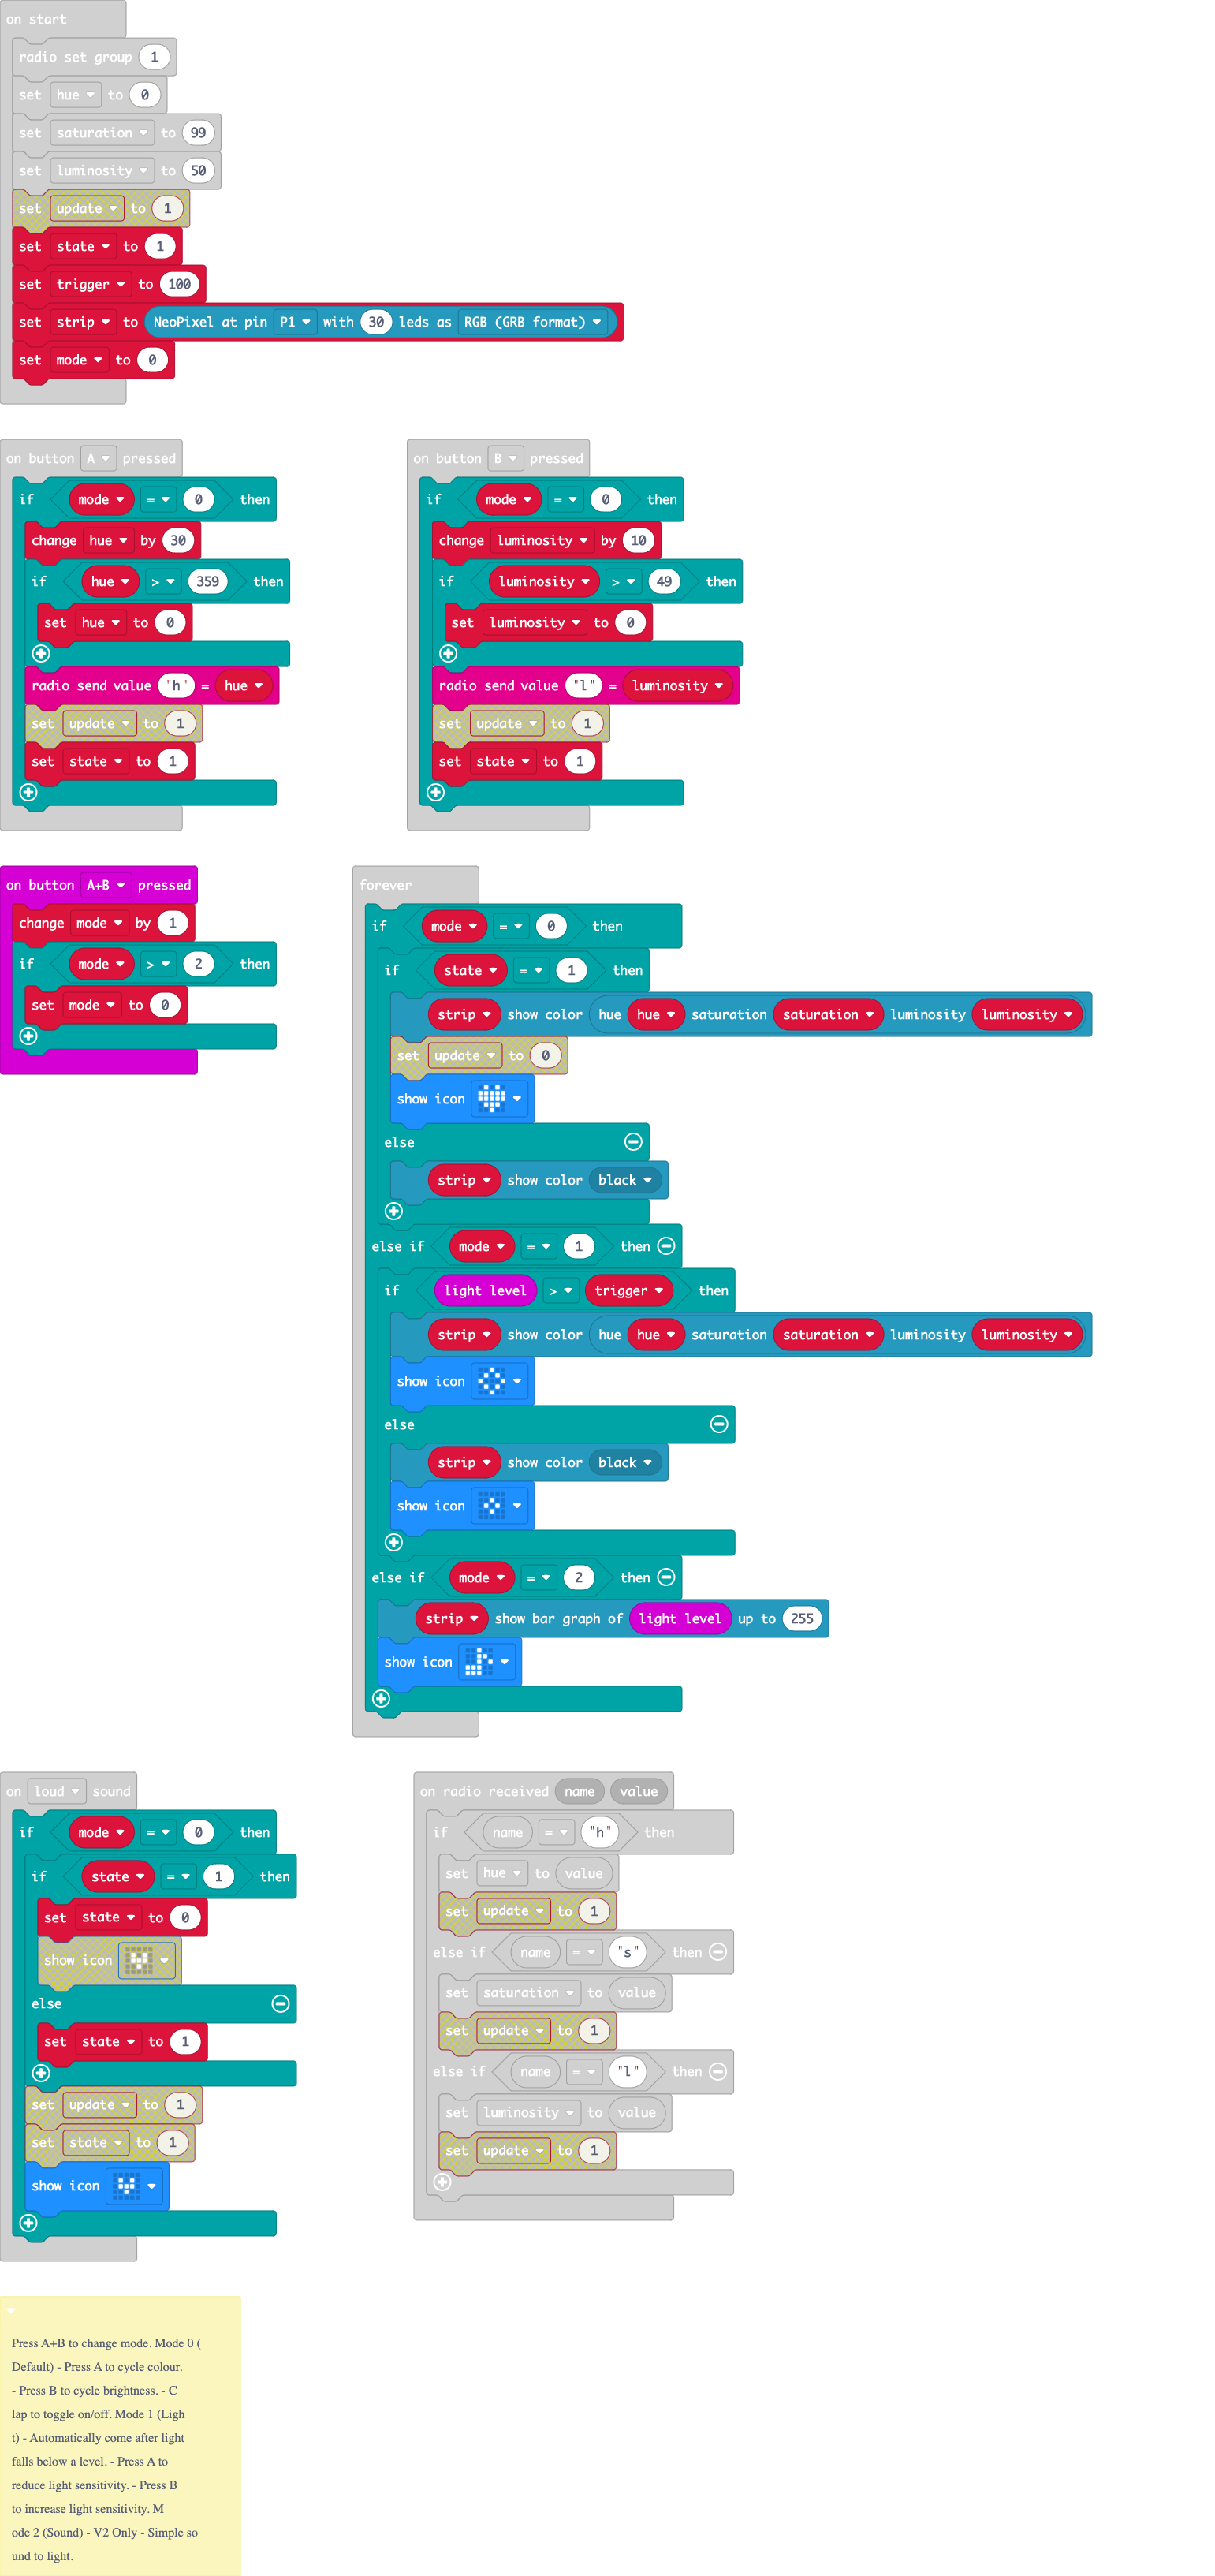 on start
radio set group 1
set hue to 0
set saturation to 99
set luminosity to 50
set update to 1
set state to 1
set trigger to 100
set strip to NeoPixel at pin P1 with 30 leds as RGB (GRB format)
set mode to 0
on button A pressed
if mode = 0 then
change hue by 30
if hue > 359 then
set hue to 0
radio send value "h" = hue
set update to 1
set state to 1
on button B pressed
if mode = 0 then
change luminosity by 10
if luminosity > 49 then
set luminosity to 0
radio send value "l" = luminosity
set update to 1
set state to 1
on button A+B pressed
change mode by 1
if mode > 2 then
set mode to 0
forever
if mode = 0 then
if state = 1 then
strip show color hue hue saturation saturation luminosity luminosity
set update to 0
show icon
else
strip show color black
else if mode = 1 then
if light level > trigger then
strip show color hue hue saturation saturation luminosity luminosity
show icon
else
strip show color black
show icon
else if mode = 2 then
strip show bar graph of light level up to 255
show icon
on loud sound
if mode = 0 then
if state = 1 then
set state to 0
show icon
else
set state to 1
set update to 1
set state to 1
show icon
on radio received name value
if name = "h" then
set hue to value
set update to 1
else if name = "s" then
set saturation to value
set update to 1
else if name = "l" then
set luminosity to value
set update to 1
Press A+B to change mode. Mode 0 (
Default) - Press A to cycle colour.
- Press B to cycle brightness. - C
lap to toggle on/off. Mode 1 (Ligh
t) - Automatically come after light
falls below a level. - Press A to
reduce light sensitivity. - Press B
to increase light sensitivity. M
ode 2 (Sound) - V2 Only - Simple so
und to light.